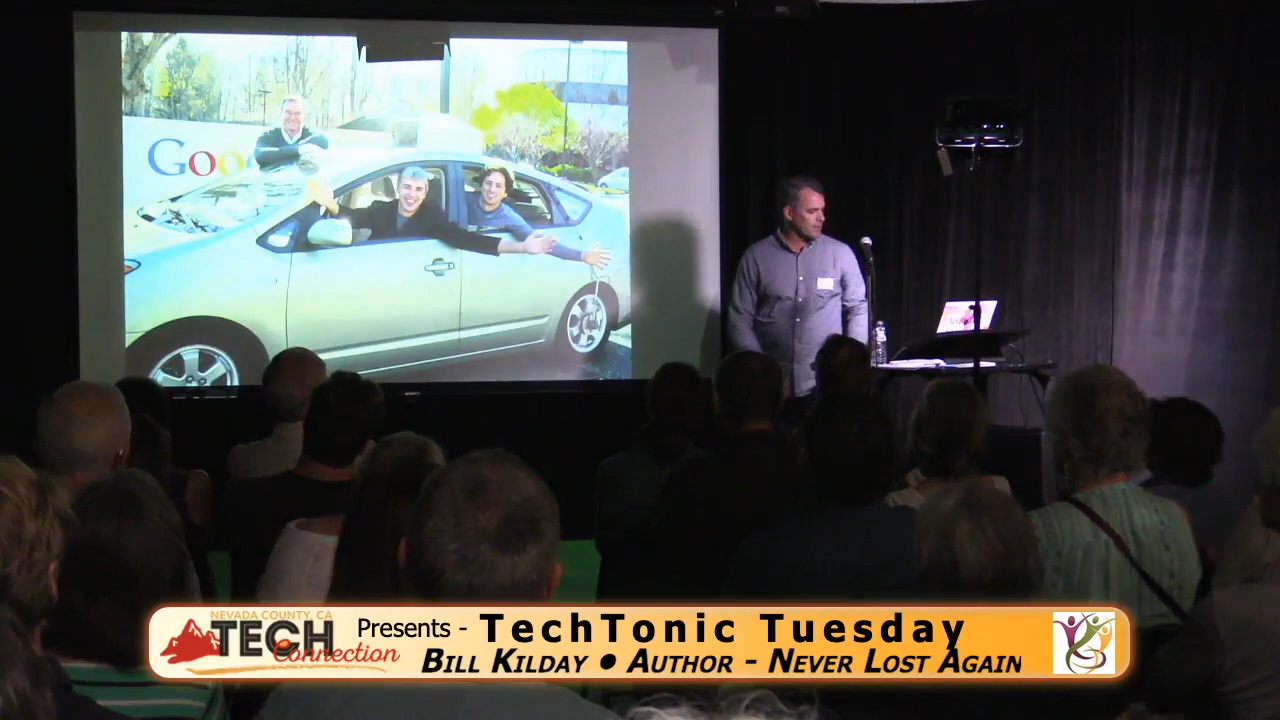 Goo
NEVADA COUNTY, CA
TECH
Connection
Presents - TechTonic Tuesday
BILL KILDAY • AUTHOR - NEVER LOST AGAIN